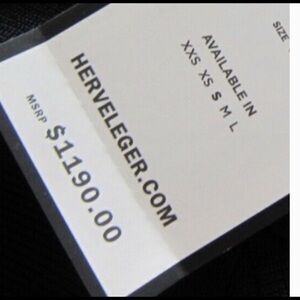 SIZE
AVAILABLE IN
XXS XS S M L
HERVELEGER.COM
MSRP
$1190.00